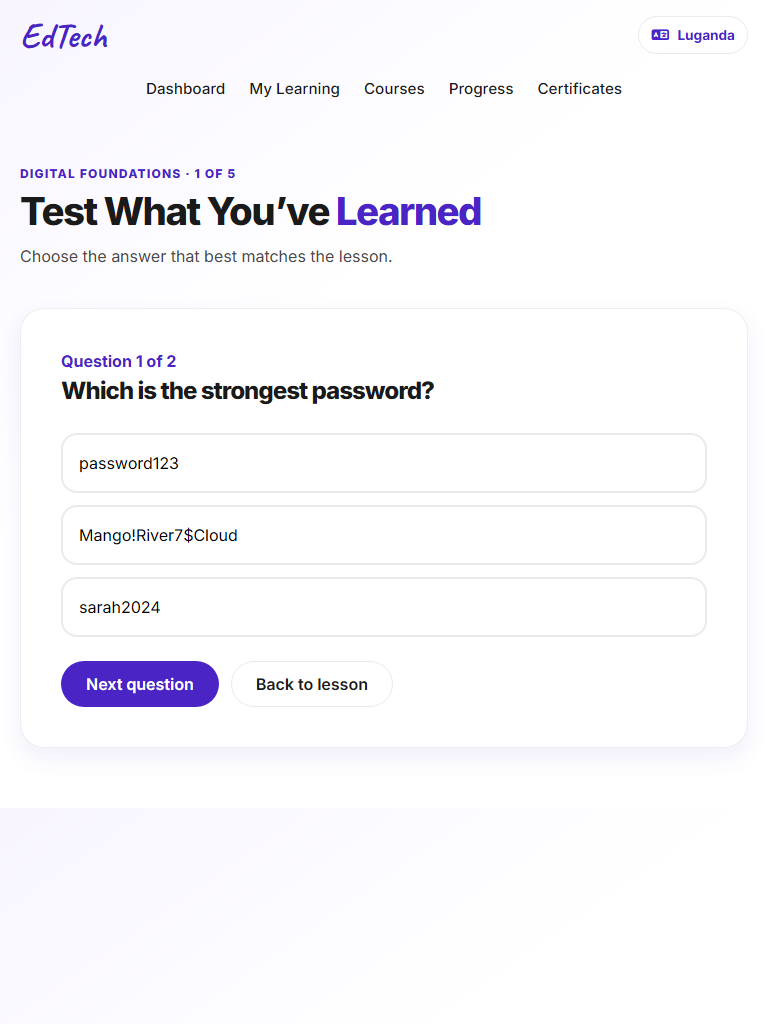 EdTech
Luganda
Dashboard My Learning Courses Progress Certificates
DIGITAL FOUNDATIONS · 1 OF 5
Test What You’ve Learned
Choose the answer that best matches the lesson.
Question 1 of 2
Which is the strongest password?
password123
Mango!River7$Cloud
sarah2024
Next question Back to lesson